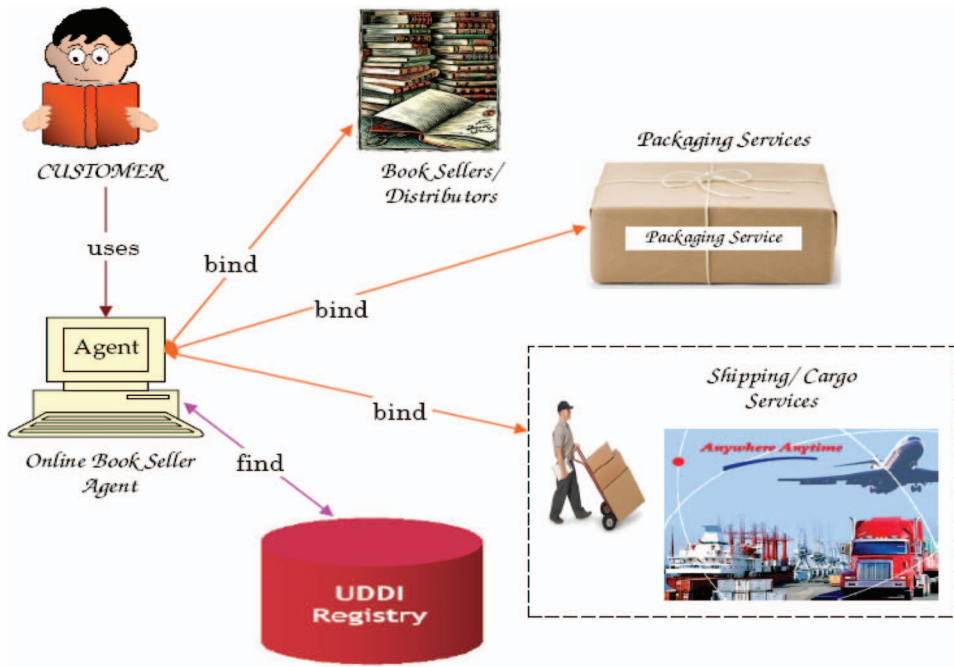 CUSTOMER
uses
Agent
Online Book Seller
Agent
bind
Book Sellers/
Distributors
bind
Packaging Services
Packaging Service
bind
Shipping/ Cargo
Services
Anywhere Anytime
find
UDDI
Registry